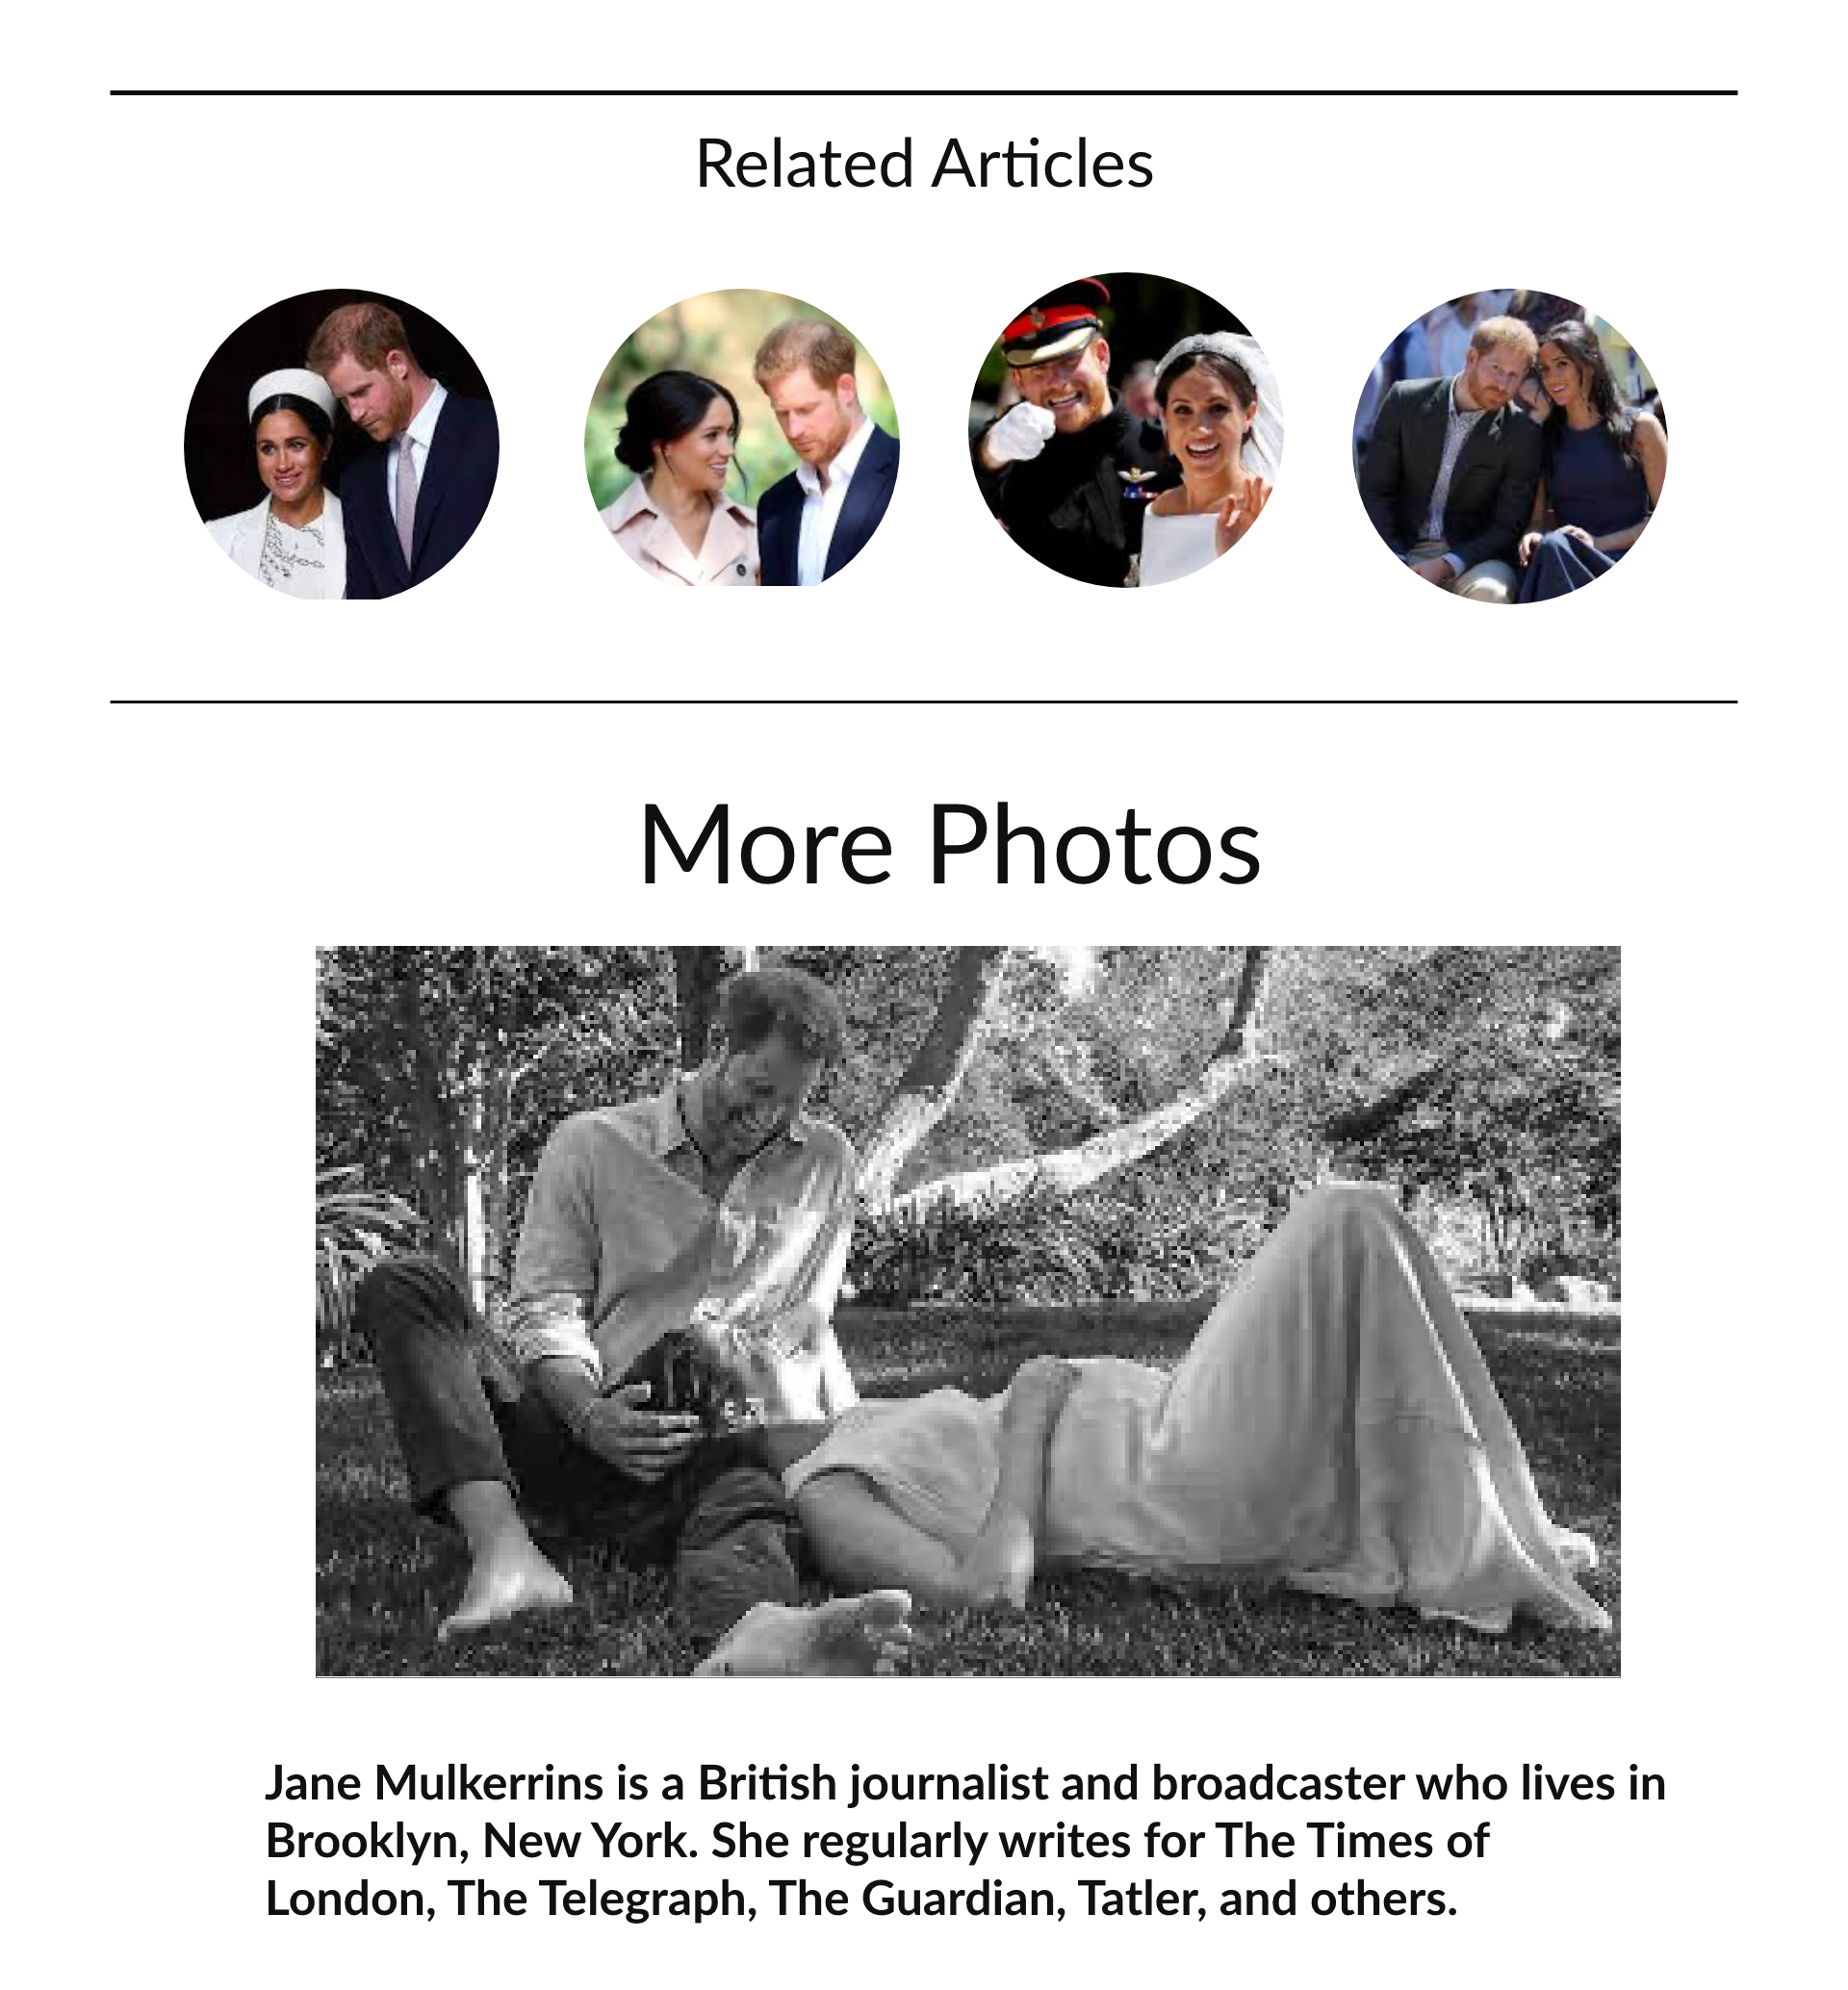 Related Articles
More Photos
Jane Mulkerrins is a British journalist and broadcaster who lives in
Brooklyn, New York. She regularly writes for The Times of
London, The Telegraph, The Guardian, Tatler, and others.